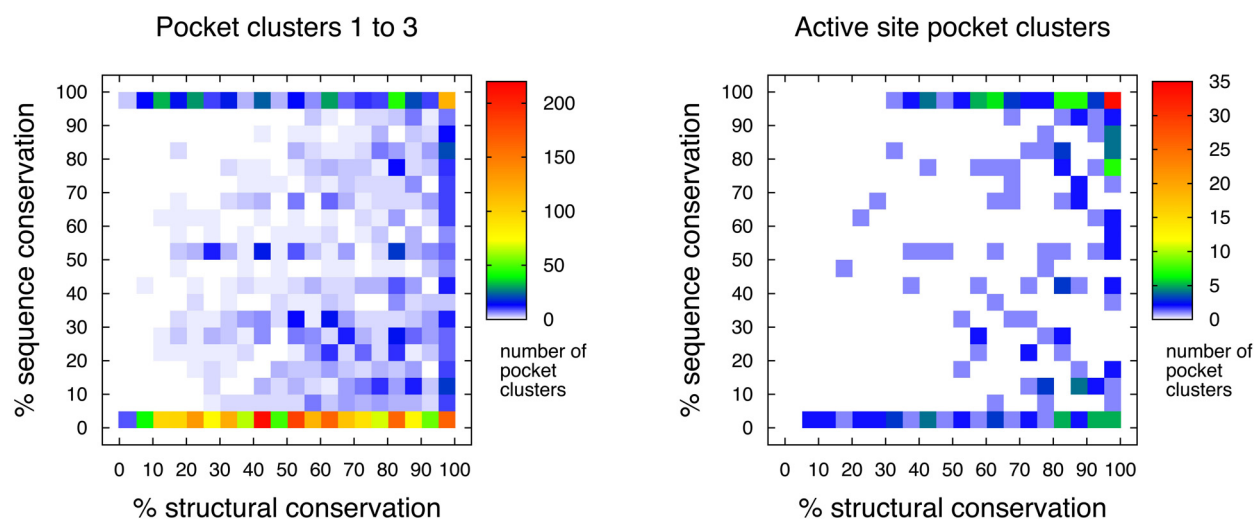 Pocket clusters 1 to 3
% sequence conservation
100
90
80
70
60
50
40
30
20
10
0
0 10 20 30 40 50 60 70 80 90 100
% structural conservation
200
150
100
50
0
number of
pocket
clusters
Active site pocket clusters
% sequence conservation
100
90
80
70
60
50
40
30
20
10
0
0 10 20 30 40 50 60 70 80 90 100
% structural conservation
35
30
25
20
15
10
5
0
number of
pocket
clusters